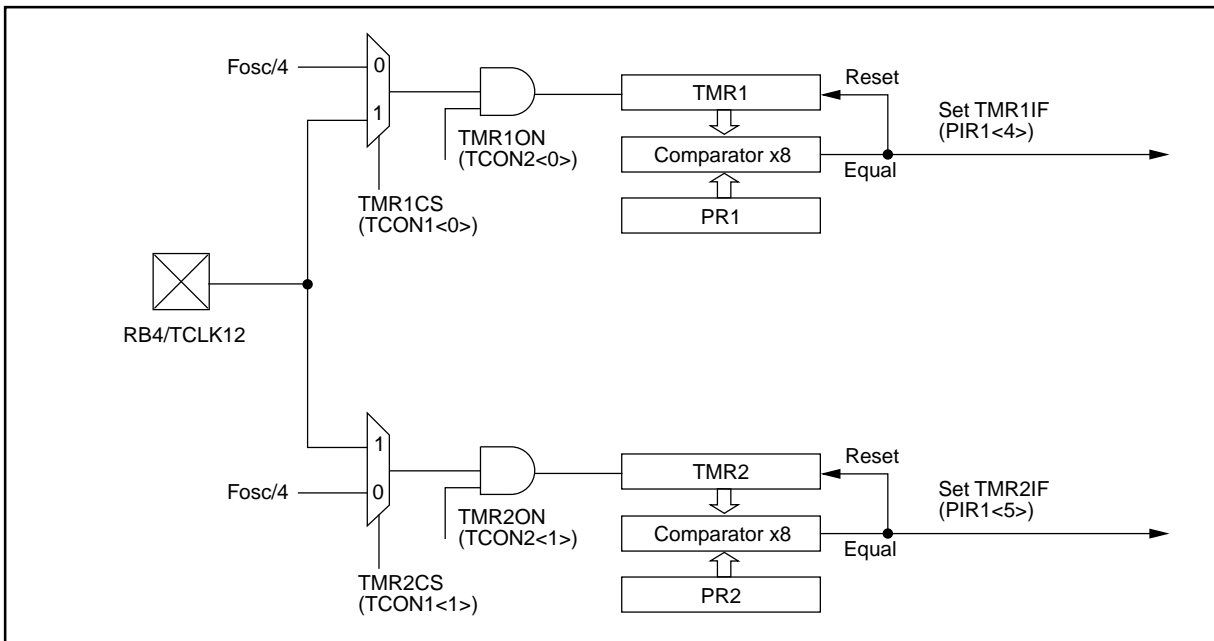 Fosc/4
0
1
TMR1ON
(TCON2<0>)
TMR1CS
(TCON1<0>)
TMR1
Comparator x8
PR1
Reset
Equal
Set TMR1IF
(PIR1<4>)
RB4/TCLK12
1
0
Fosc/4
TMR2ON
(TCON2<1>)
TMR2CS
(TCON1<1>)
TMR2
Comparator x8
PR2
Reset
Equal
Set TMR2IF
(PIR1<5>)